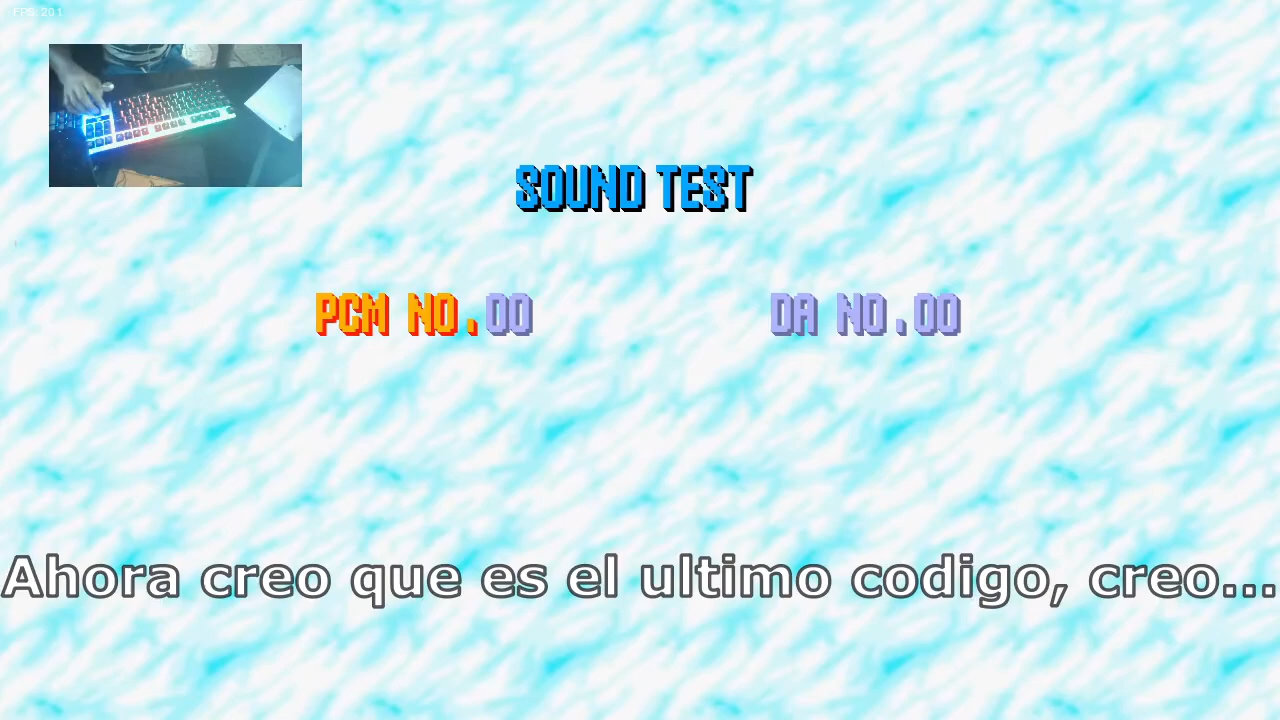 FPS: 201
SOUND TEST
PCM NO.00 DA NO.00
Ahora creo que es el ultimo codigo, creo...